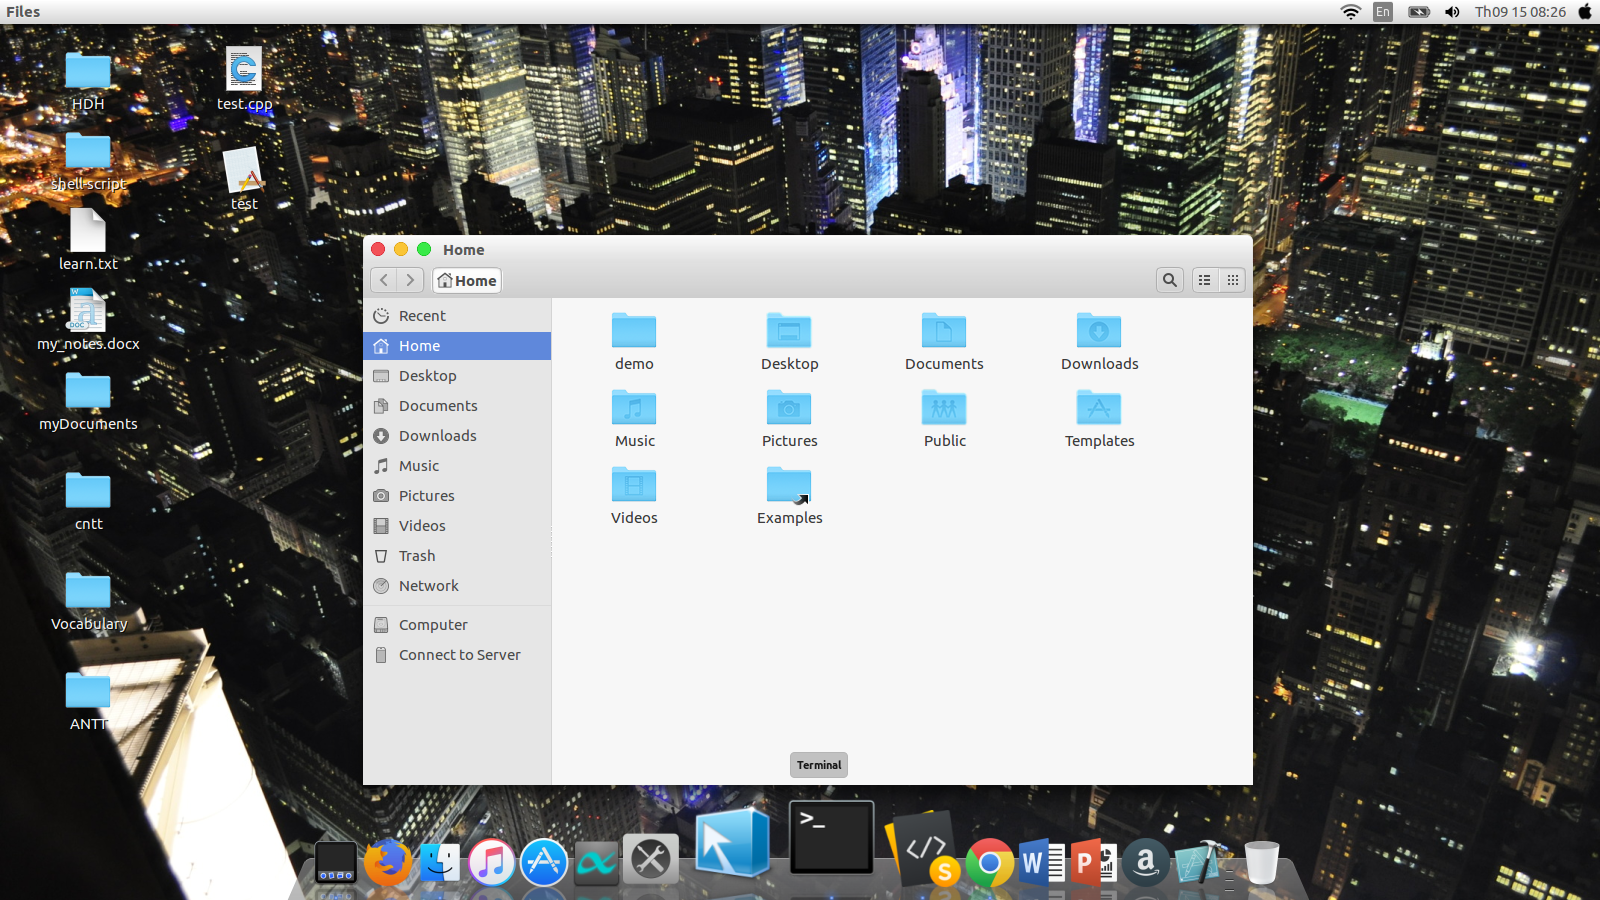 Files
En
Th09 15 08:26
HDH
test.cpp
shell-script
test
learn.txt
my_notes.docx
myDocuments
cntt
Vocabulary
ANTT
Home
Home
Recent
Home
Desktop
Documents
Downloads
Music
Pictures
Videos
Trash
Network
Computer
Connect to Server
demo
Desktop
Documents
Downloads
Music
Pictures
Public
Templates
Videos
Examples
Terminal
>_
</>
S
W
P
a